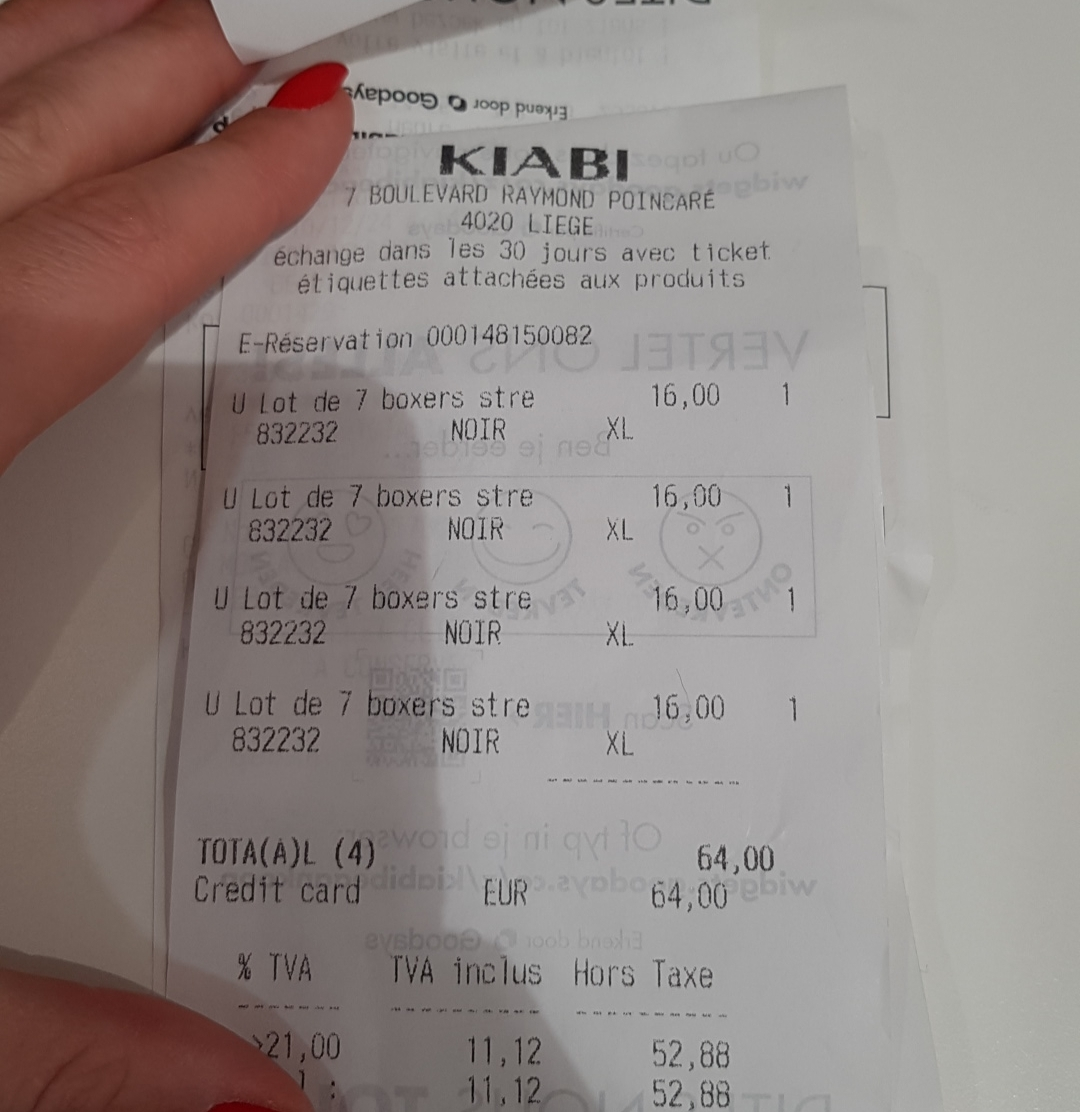 Erkend door Goodays
KIABI
7 BOULEVARD RAYMOND POINCARE
4020 LIEGE
échange dans les 30 jours avec ticket
étiquettes attachées aux produits
E-Réservation 000148150082
U Lot de 7 boxers stre 16,00 1
832232 NOIR XL
U Lot de 7 boxers stre 16,00 1
832232 NOIR XL
U Lot de 7 boxers stre 16,00 1
832232 NOIR XL
U Lot de 7 boxers stre 16,00 1
832232 NOIR XL
TOTA(A)L (4) 64,00
Credit card EUR 64,00
% TVA TVA inclus Hors Taxe
>21,00 11,12 52,88
: 11,12 52,88